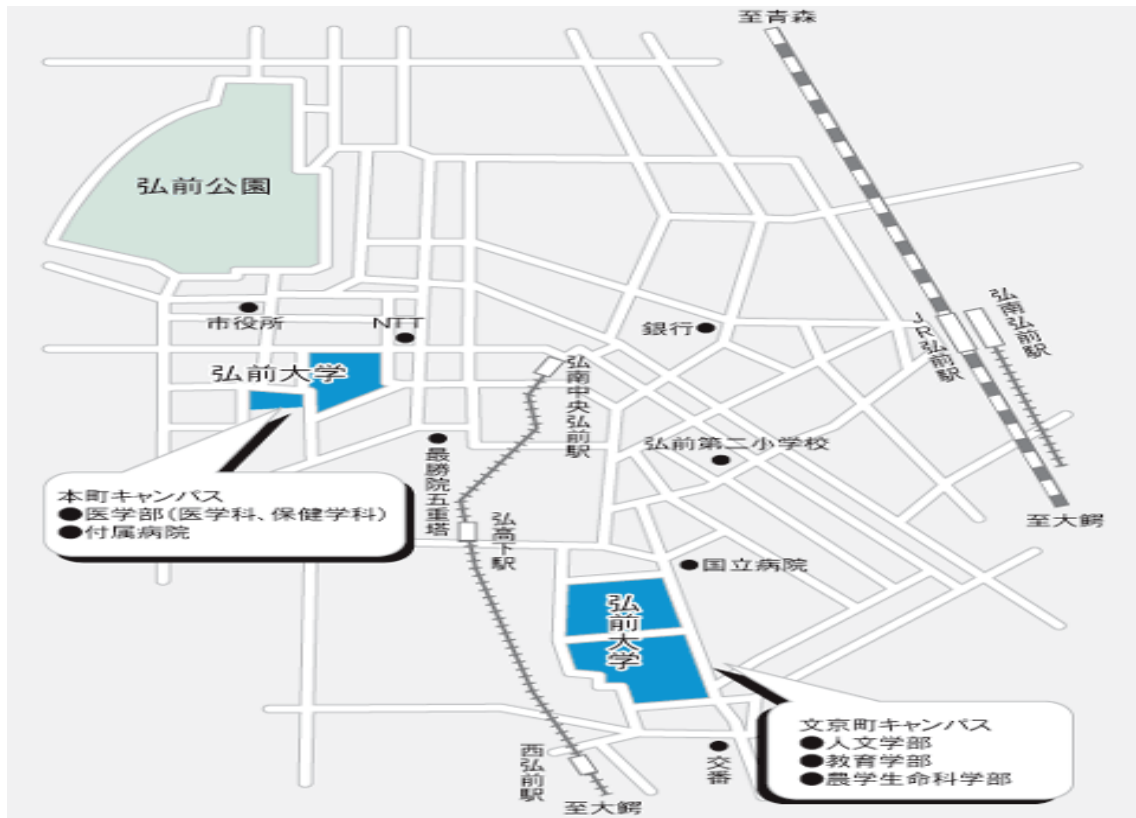 至青森
弘前公園
弘南弘前駅
JR弘前駅
市役所
NTT
銀行
弘前大学
弘南中央弘前駅
弘前第二小学校
最勝院五重塔
本町キャンパス
●医学部(医学科、保健学科)
●付属病院
弘高下駅
至大鰐
国立病院
弘前大学
文京町キャンパス
●人文学部
●教育学部
●農学生命科学部
交番
西弘前駅
至大鰐